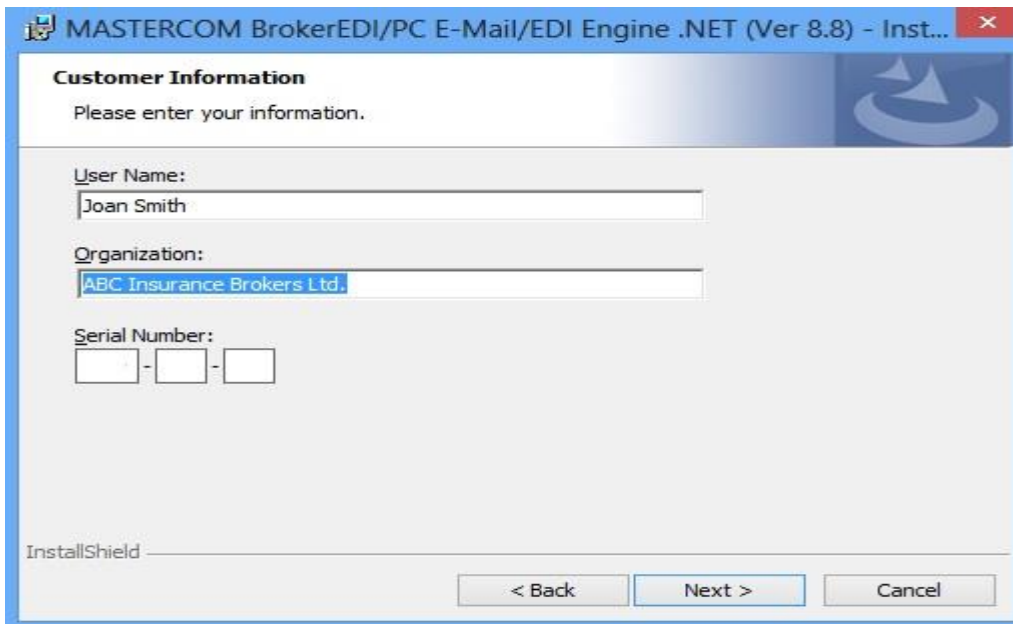 MASTERCOM BrokerEDI/PC E-Mail/EDI Engine .NET (Ver 8.8) - Inst...
Customer Information
Please enter your information.
User Name:
Joan Smith
Organization:
ABC Insurance Brokers Ltd.
Serial Number:
- -
InstallShield
< Back Next > Cancel